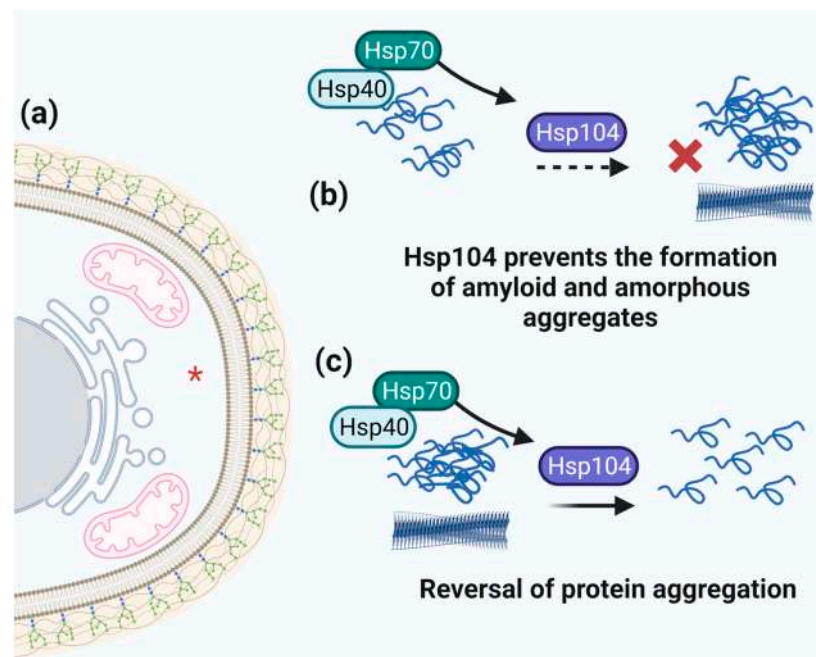 (a)
*
Hsp70
Hsp40
Hsp104
(b)
Hsp104 prevents the formation
of amyloid and amorphous
aggregates
(c)
Hsp70
Hsp40
Hsp104
Reversal of protein aggregation